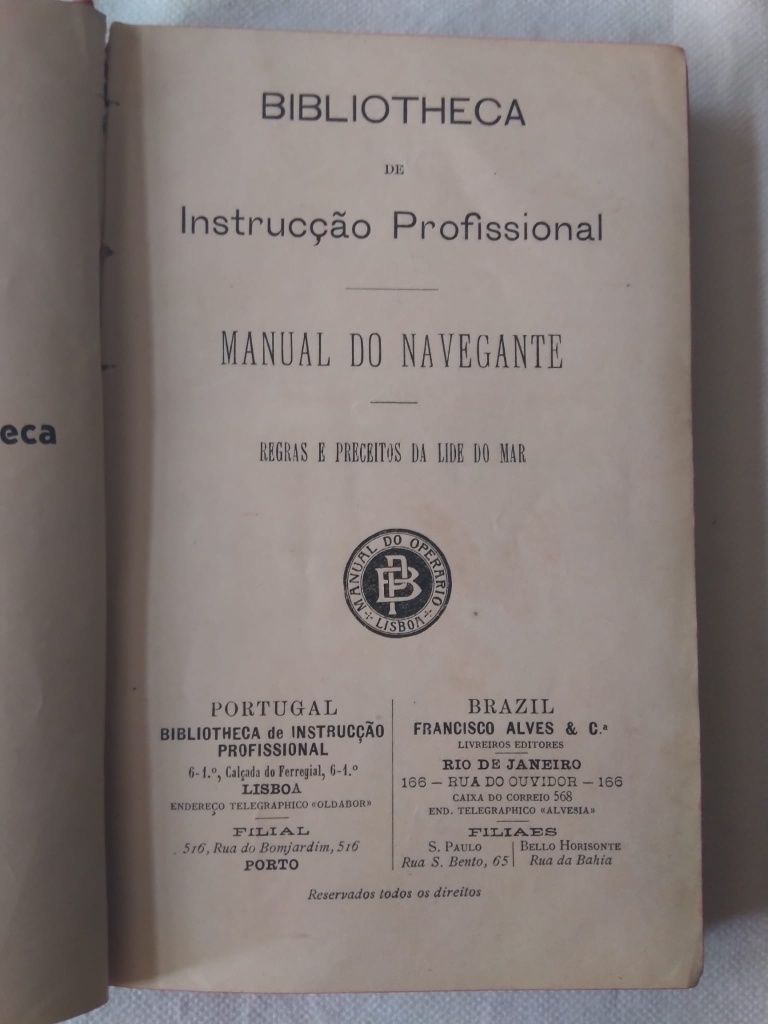 eca
BIBLIOTHECA
DE
Instrucção Profissional
MANUAL DO NAVEGANTE
REGRAS E PRECEITOS DA LIDE DO MAR
MANUAL DO OPERARIO
LISBOA
PORTUGAL
BIBLIOTHECA de INSTRUCÇÃO
PROFISSIONAL
6-1.º, Calçada do Ferregial, 6-1.º
LISBOA
ENDEREÇO TELEGRAPHICO «OLDABOR»
FILIAL
516, Rua do Bomjardim, 516
PORTO
BRAZIL
FRANCISCO ALVES & C.ª
LIVREIROS EDITORES
RIO DE JANEIRO
166 — RUA DO OUVIDOR — 166
CAIXA DO CORREIO 568
END. TELEGRAPHICO «ALVESIA»
FILIAES
S. PAULO
Rua S. Bento, 65
BELLO HORISONTE
Rua da Bahia
Reservados todos os direitos